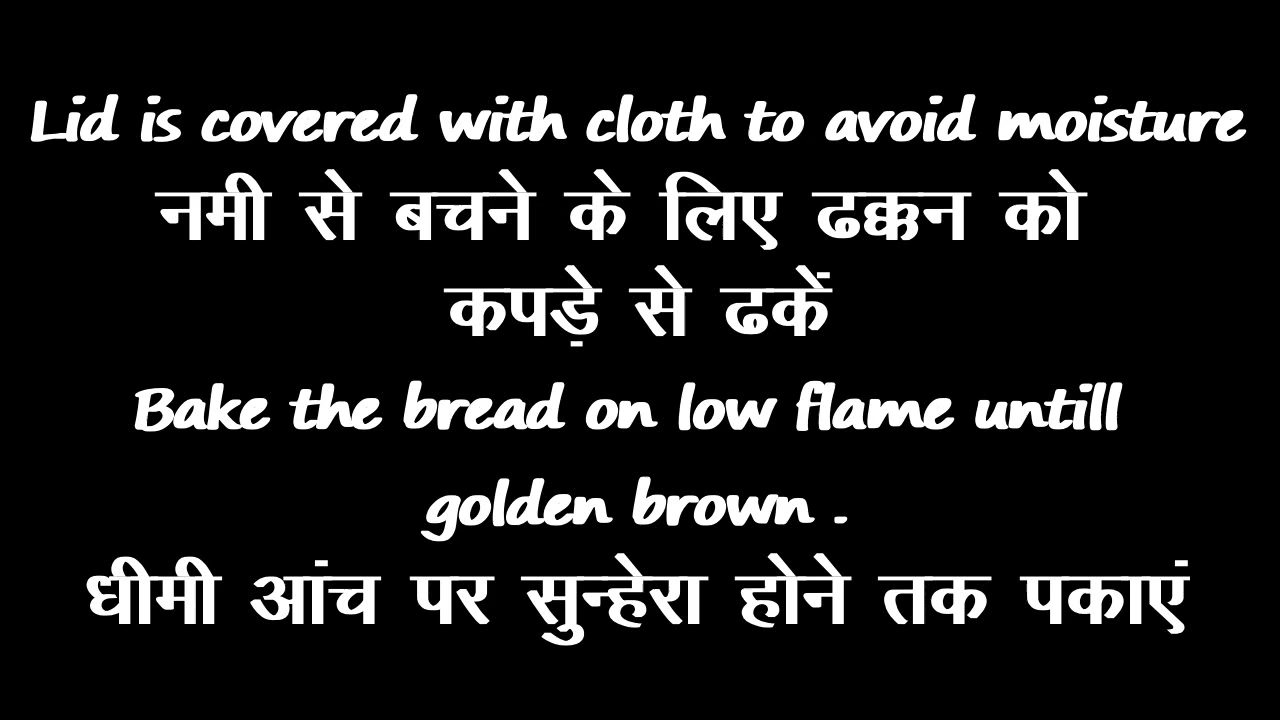 Lid is covered with cloth to avoid moisture
नमी से बचने के लिए ढक्कन को
कपड़े से ढकें
Bake the bread on low flame untill
golden brown .
धीमी आंच पर सुन्हेरा होने तक पकाएं